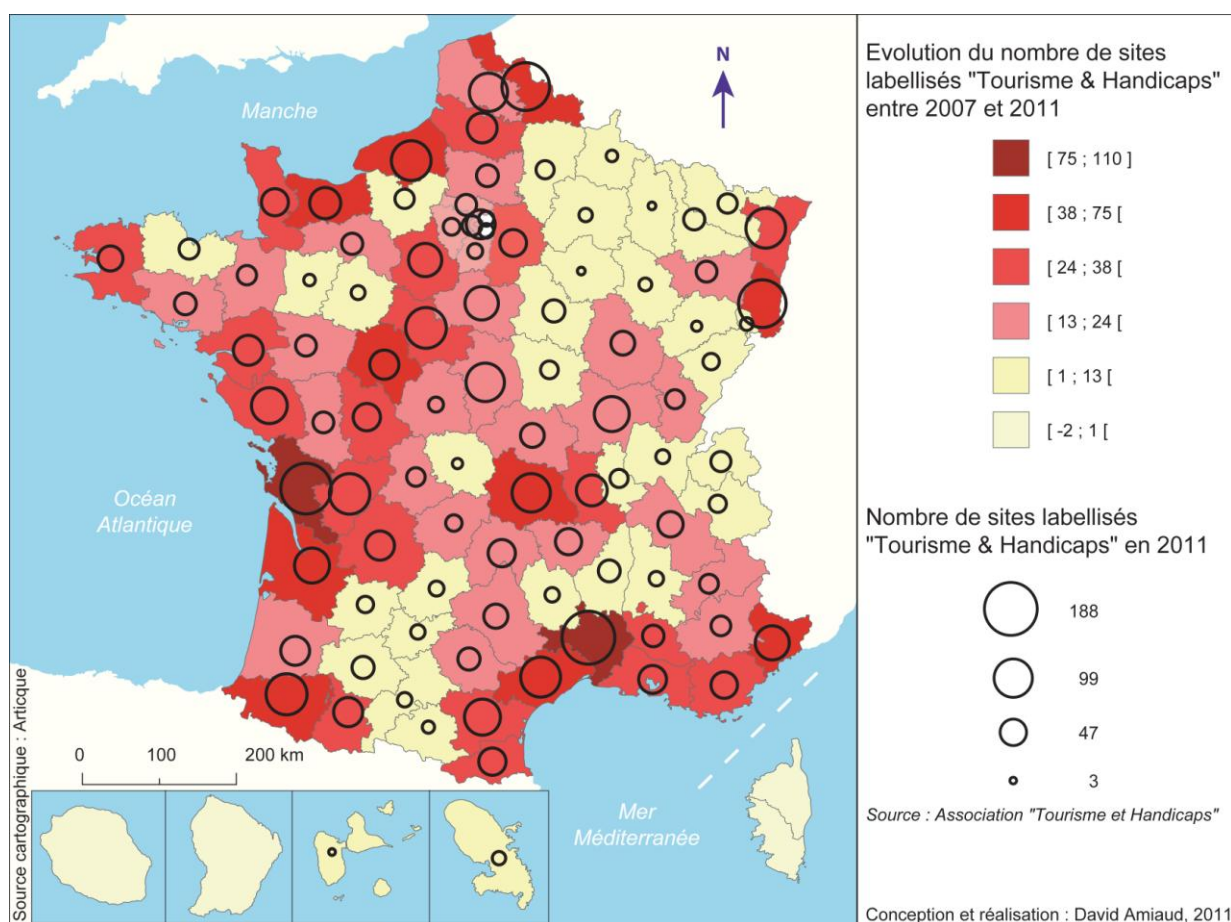 Manche
N
Océan
Atlantique
Mer
Méditerranée
0 100 200 km
Source cartographique : Articque
Evolution du nombre de sites
labellisés "Tourisme & Handicaps"
entre 2007 et 2011
[ 75 ; 110 ]
[ 38 ; 75 [
[ 24 ; 38 [
[ 13 ; 24 [
[ 1 ; 13 [
[ -2 ; 1 [
Nombre de sites labellisés
"Tourisme & Handicaps" en 2011
188
99
47
3
Source : Association "Tourisme et Handicaps"
Conception et réalisation : David Amiaud, 2011